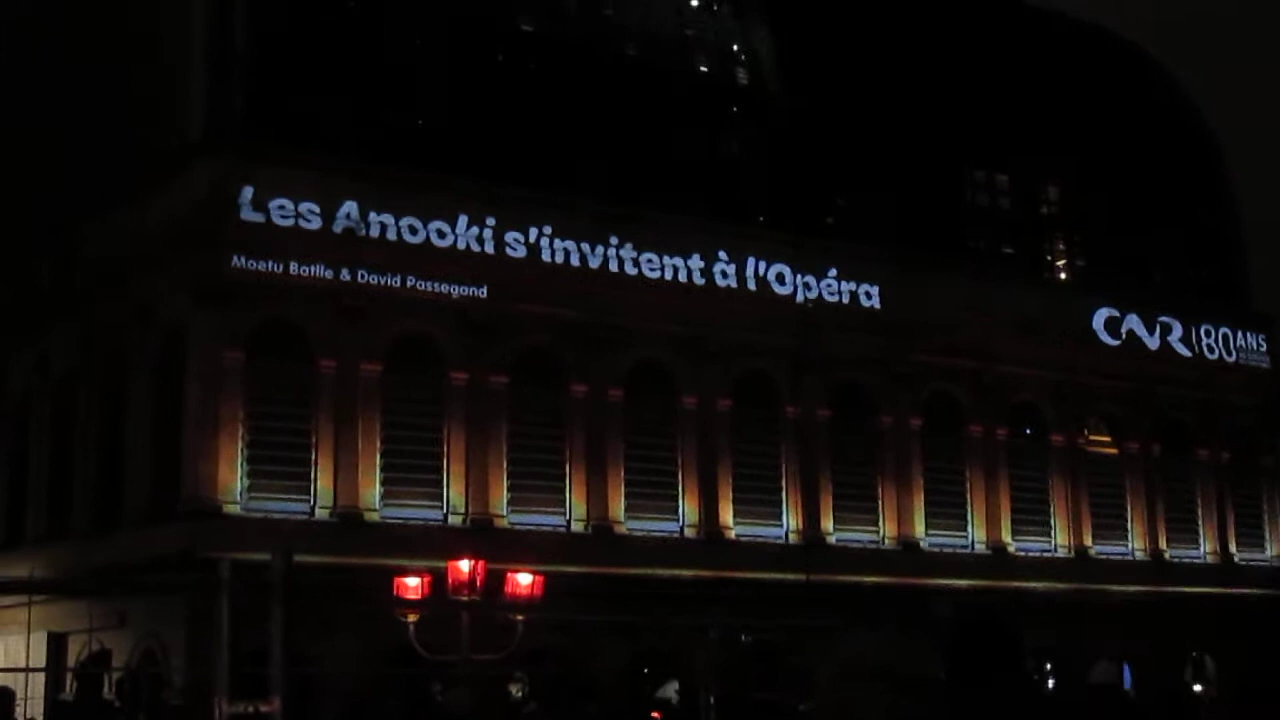 Les Anooki s'invitent à l'Opéra
Moetu Batlle & David Passegand
CNR 80 ANS